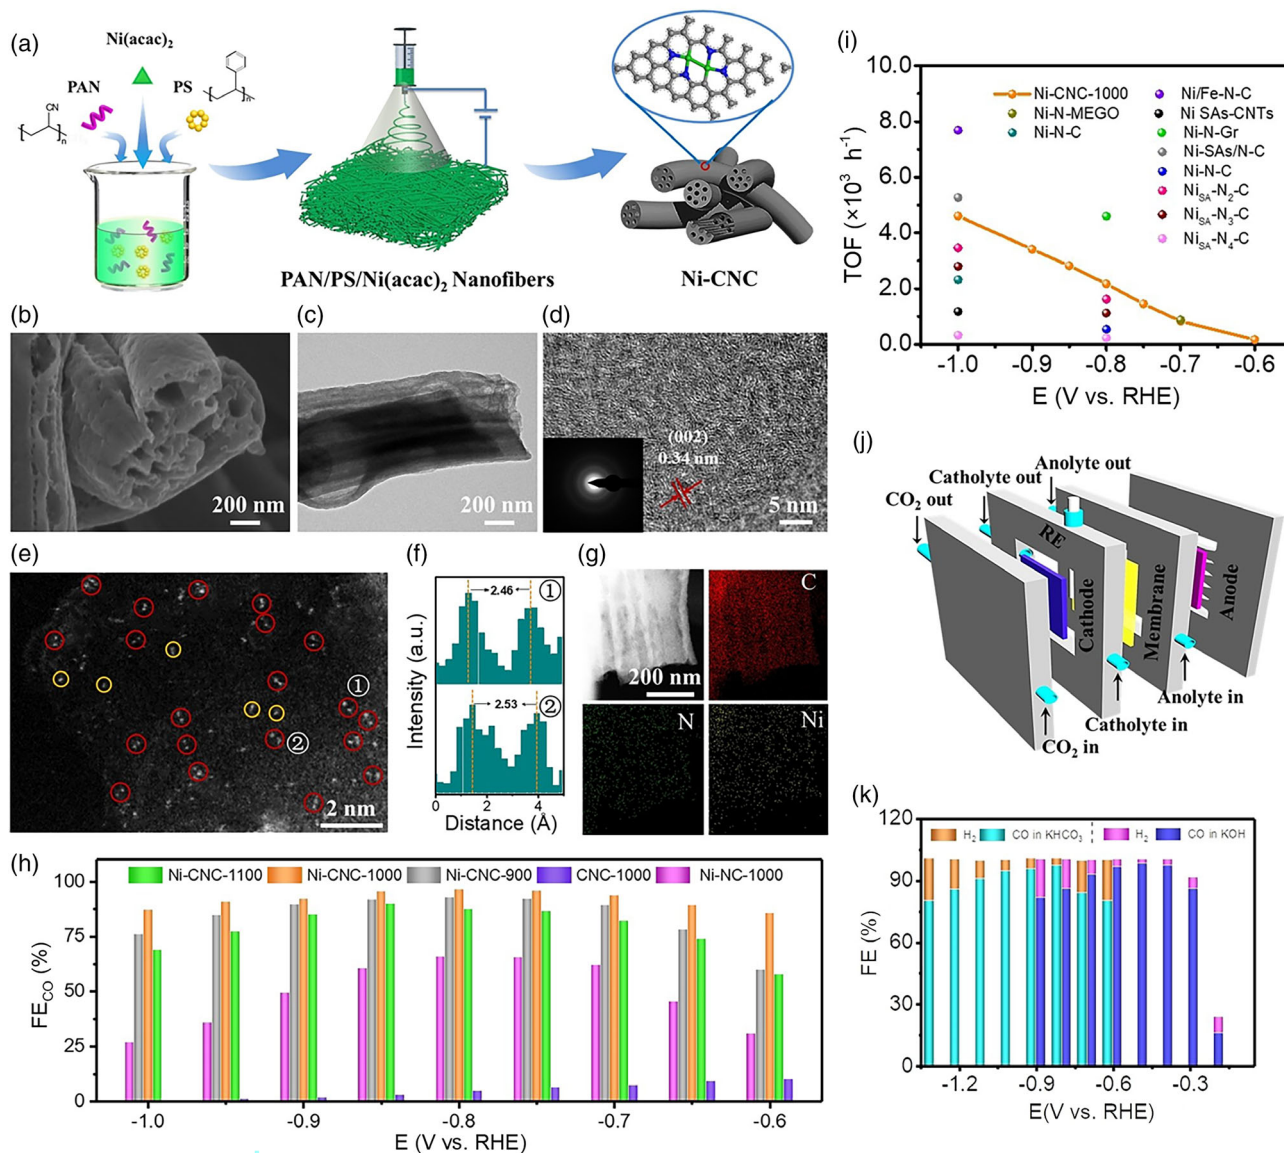 (a)
Ni(acac)₂
PAN
PS
CN
n
n
PAN/PS/Ni(acac)₂ Nanofibers
Ni-CNC
(b)
200 nm
(c)
200 nm
(d)
(002)
0.34 nm
5 nm
(e)
①
②
2 nm
(f)
Intensity (a.u.)
①
2.46
②
2.53
0 2 4
Distance (Å)
(g)
200 nm
C
N
Ni
(h)
FE_CO (%)
100
75
50
25
0
Ni-CNC-1100 Ni-CNC-1000 Ni-CNC-900 CNC-1000 Ni-NC-1000
-1.0 -0.9 -0.8 -0.7 -0.6
E (V vs. RHE)
(i)
TOF (×10³ h⁻¹)
10.0
8.0
6.0
4.0
2.0
0.0
Ni-CNC-1000
Ni-N-MEGO
Ni-N-C
Ni/Fe-N-C
Ni SAs-CNTs
Ni-N-Gr
Ni-SAs/N-C
Ni-N-C
Ni_SA-N₂-C
Ni_SA-N₃-C
Ni_SA-N₄-C
-1.0 -0.9 -0.8 -0.7 -0.6
E (V vs. RHE)
(j)
Anolyte out
Catholyte out
CO₂ out
RE
Cathode
Membrane
Anode
Anolyte in
Catholyte in
CO₂ in
(k)
FE (%)
120
90
60
30
0
H₂ CO in KHCO₃ H₂ CO in KOH
-1.2 -0.9 -0.6 -0.3
E(V vs. RHE)